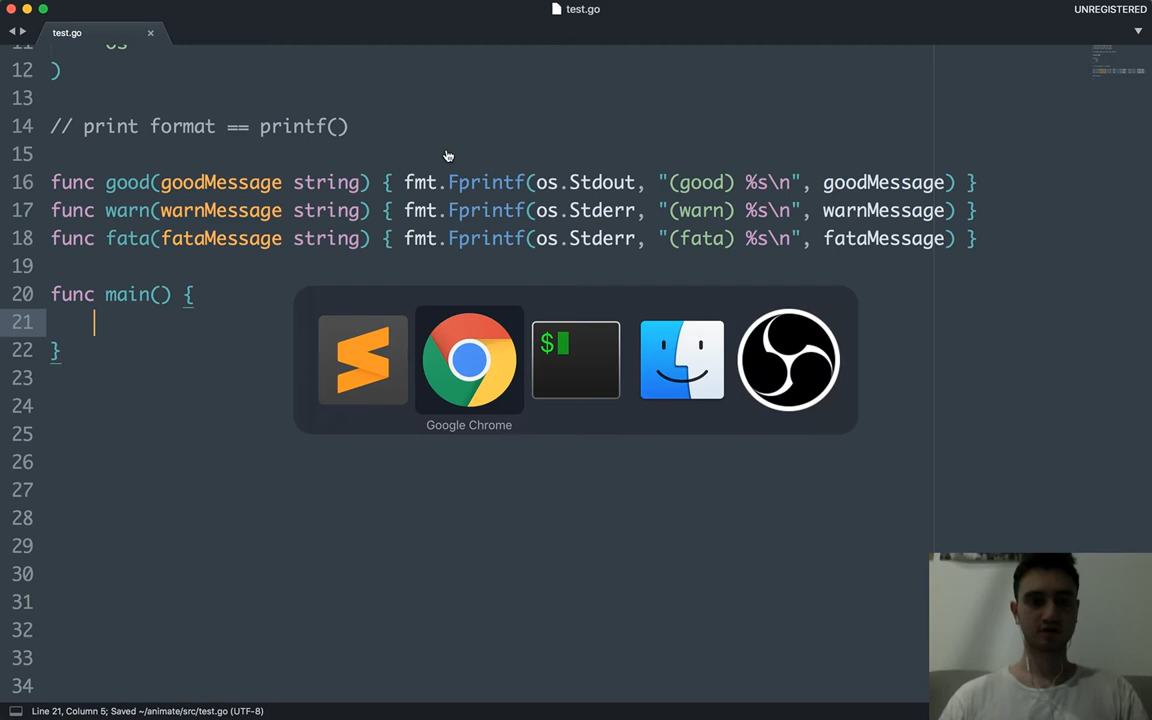 test.go
UNREGISTERED
test.go
11 os
12 )
13
14 // print format == printf()
15
16 func good(goodMessage string) { fmt.Fprintf(os.Stdout, "(good) %s\n", goodMessage) }
17 func warn(warnMessage string) { fmt.Fprintf(os.Stderr, "(warn) %s\n", warnMessage) }
18 func fata(fataMessage string) { fmt.Fprintf(os.Stderr, "(fata) %s\n", fataMessage) }
19
20 func main() {
21
22 }
23
24
25
26
27
28
29
30
31
32
33
34
$
Google Chrome
Line 21, Column 5; Saved ~/animate/src/test.go (UTF-8)